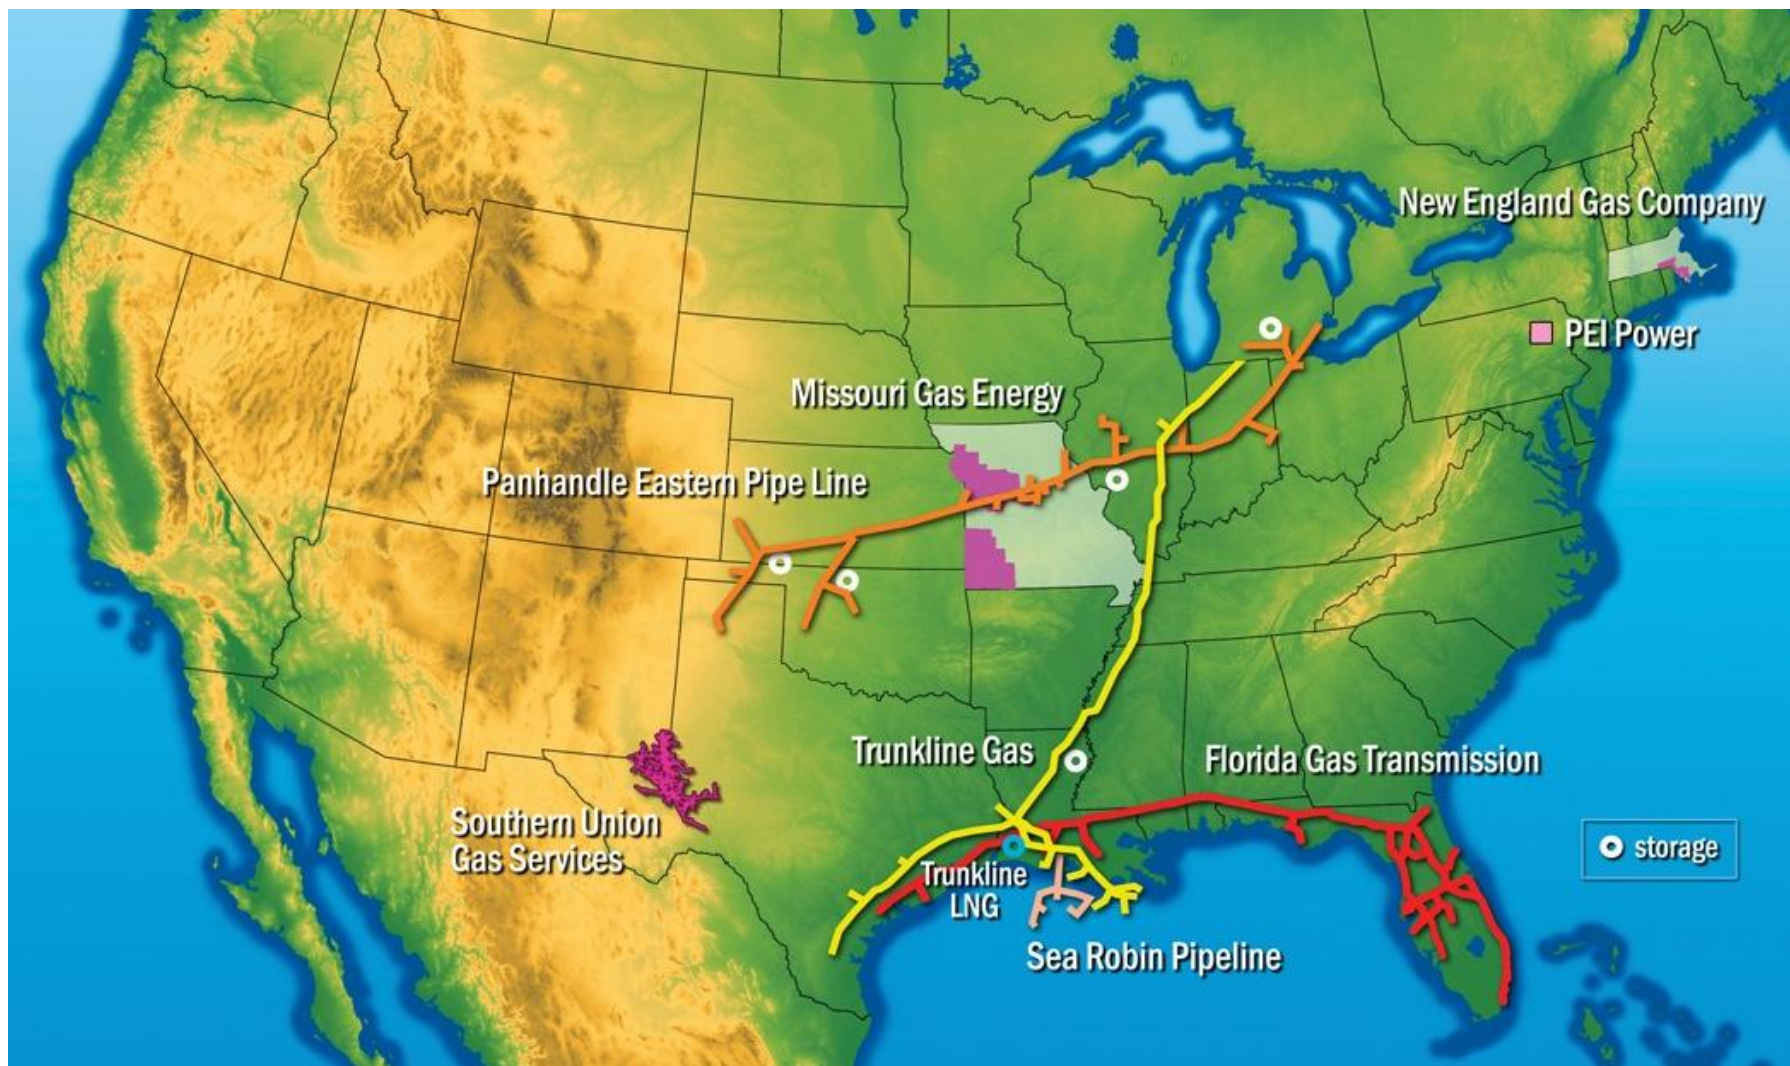 New England Gas Company
PEI Power
Missouri Gas Energy
Panhandle Eastern Pipe Line
Trunkline Gas
Florida Gas Transmission
Southern Union
Gas Services
storage
Trunkline
LNG
Sea Robin Pipeline